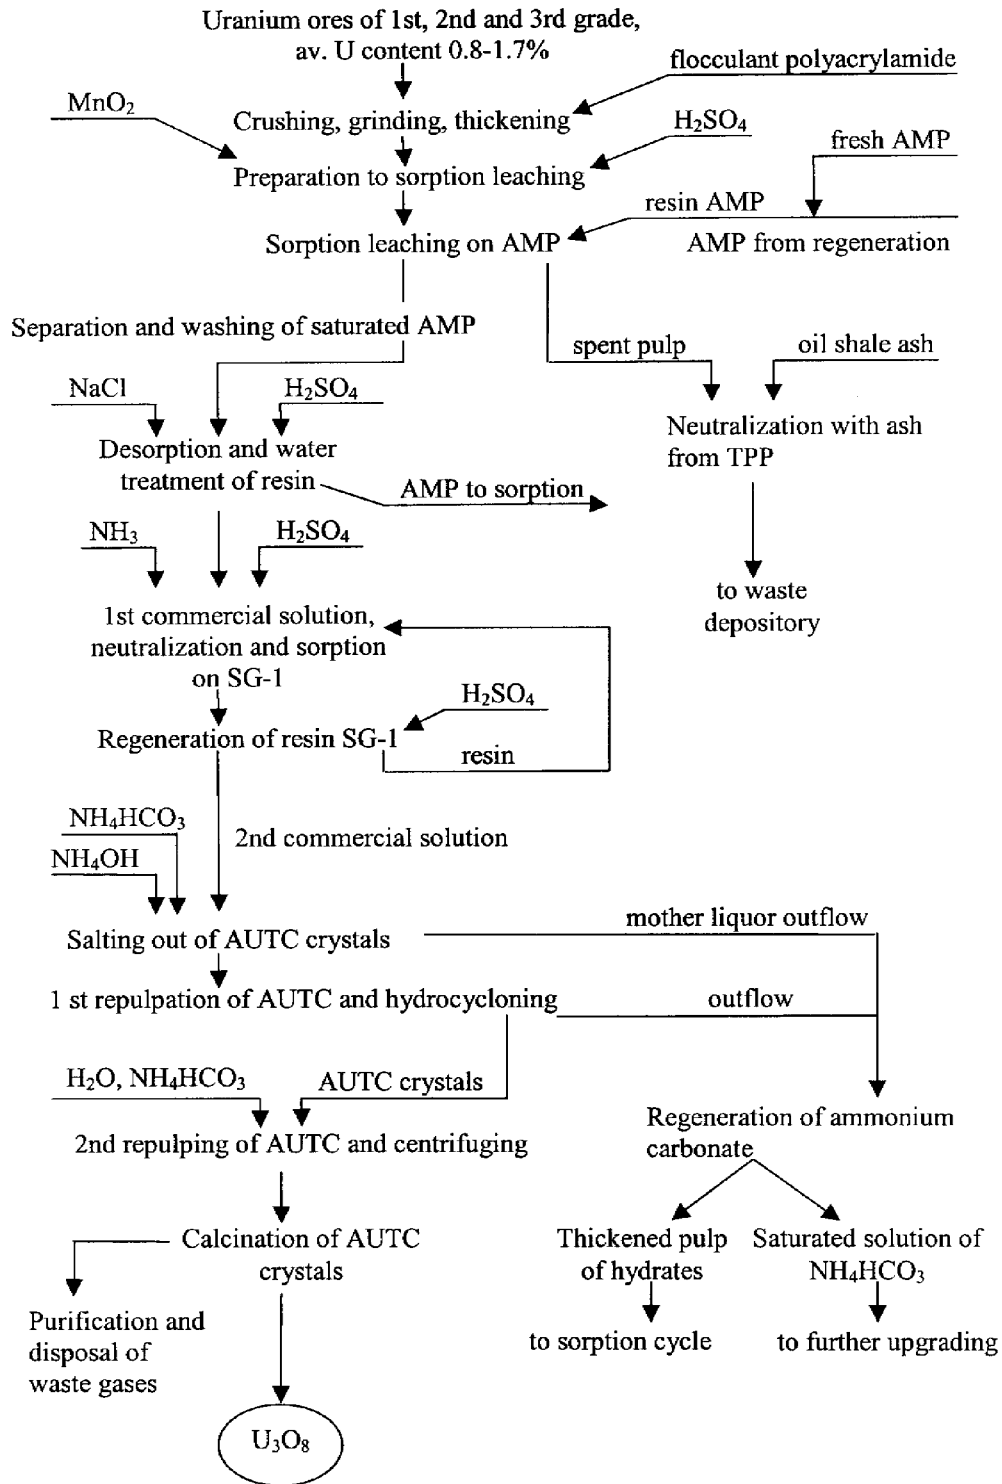 Uranium ores of 1st, 2nd and 3rd grade,
av. U content 0.8-1.7%
flocculant polyacrylamide
MnO₂
Crushing, grinding, thickening
H₂SO₄
fresh AMP
Preparation to sorption leaching
resin AMP
Sorption leaching on AMP
AMP from regeneration
Separation and washing of saturated AMP
spent pulp
oil shale ash
NaCl
H₂SO₄
Neutralization with ash
from TPP
Desorption and water
treatment of resin
AMP to sorption
NH₃
H₂SO₄
to waste
depository
1st commercial solution,
neutralization and sorption
on SG-1
H₂SO₄
Regeneration of resin SG-1
resin
NH₄HCO₃
2nd commercial solution
NH₄OH
mother liquor outflow
Salting out of AUTC crystals
1 st repulpation of AUTC and hydrocycloning
outflow
H₂O, NH₄HCO₃
AUTC crystals
Regeneration of ammonium
carbonate
2nd repulping of AUTC and centrifuging
Calcination of AUTC
crystals
Thickened pulp
of hydrates
Saturated solution of
NH₄HCO₃
Purification and
disposal of
waste gases
to sorption cycle
to further upgrading
U₃O₈